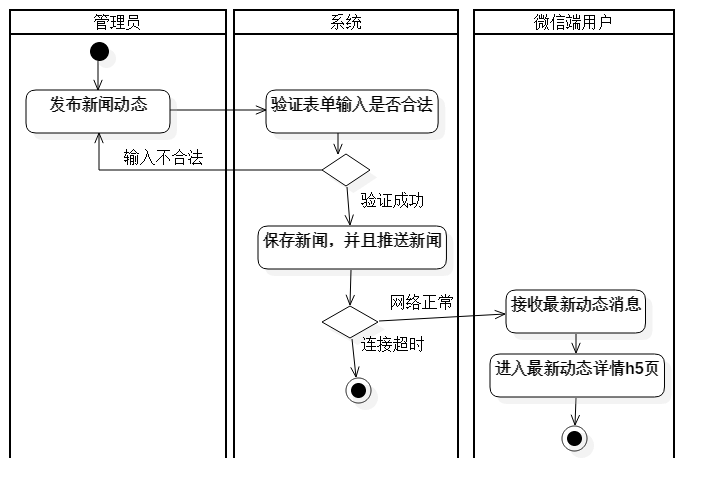 管理员
系统
微信端用户
发布新闻动态
验证表单输入是否合法
输入不合法
验证成功
保存新闻，并且推送新闻
网络正常
接收最新动态消息
连接超时
进入最新动态详情h5页